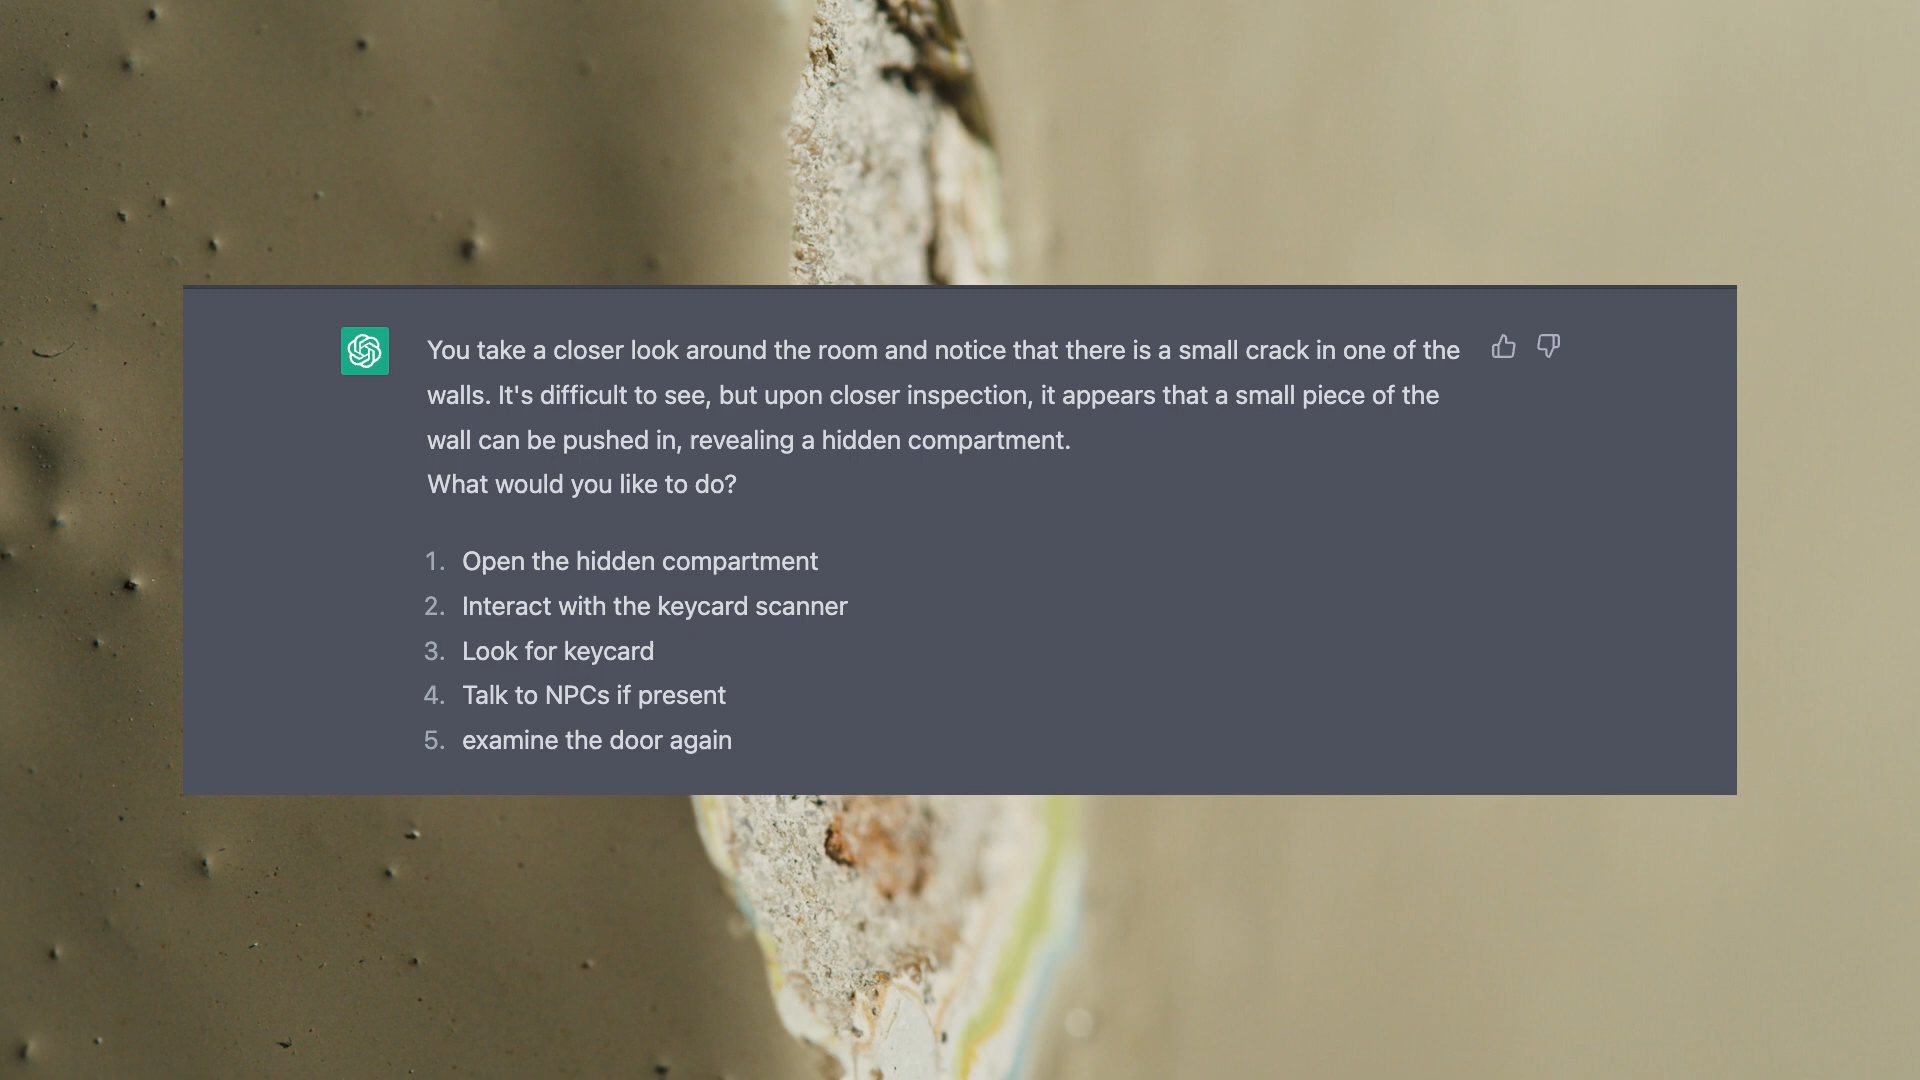 You take a closer look around the room and notice that there is a small crack in one of the
walls. It's difficult to see, but upon closer inspection, it appears that a small piece of the
wall can be pushed in, revealing a hidden compartment.
What would you like to do?
1. Open the hidden compartment
2. Interact with the keycard scanner
3. Look for keycard
4. Talk to NPCs if present
5. examine the door again